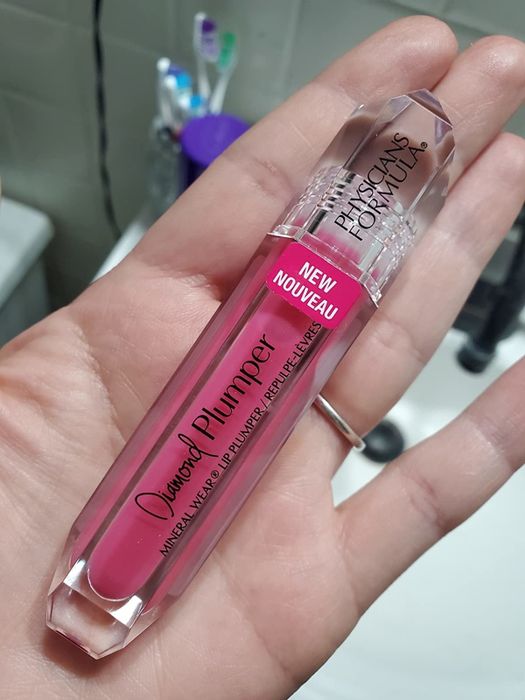 PHYSICIANS
FORMULA®
NEW
NOUVEAU
Diamond Plumper
MINERAL WEAR® LIP PLUMPER / REPULPE-LÈVRES